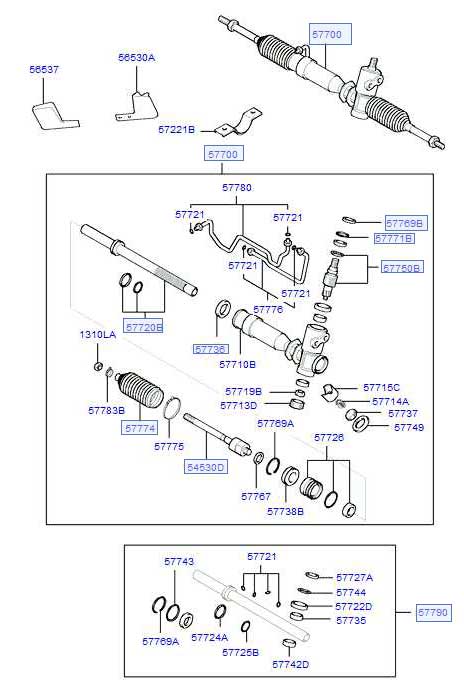 57700
56537
56530A
57221B
57700
57780
57721
57721
57769B
57771B
57721
57750B
57721
57776
57720B
57736
1310LA
57710B
57719B
57713D
57715C
57714A
57737
57749
57783B
57774
57775
57769A
57726
54530D
57767
57738B
57743
57721
57727A
57744
57722D
57735
57790
57769A
57724A
57725B
57742D